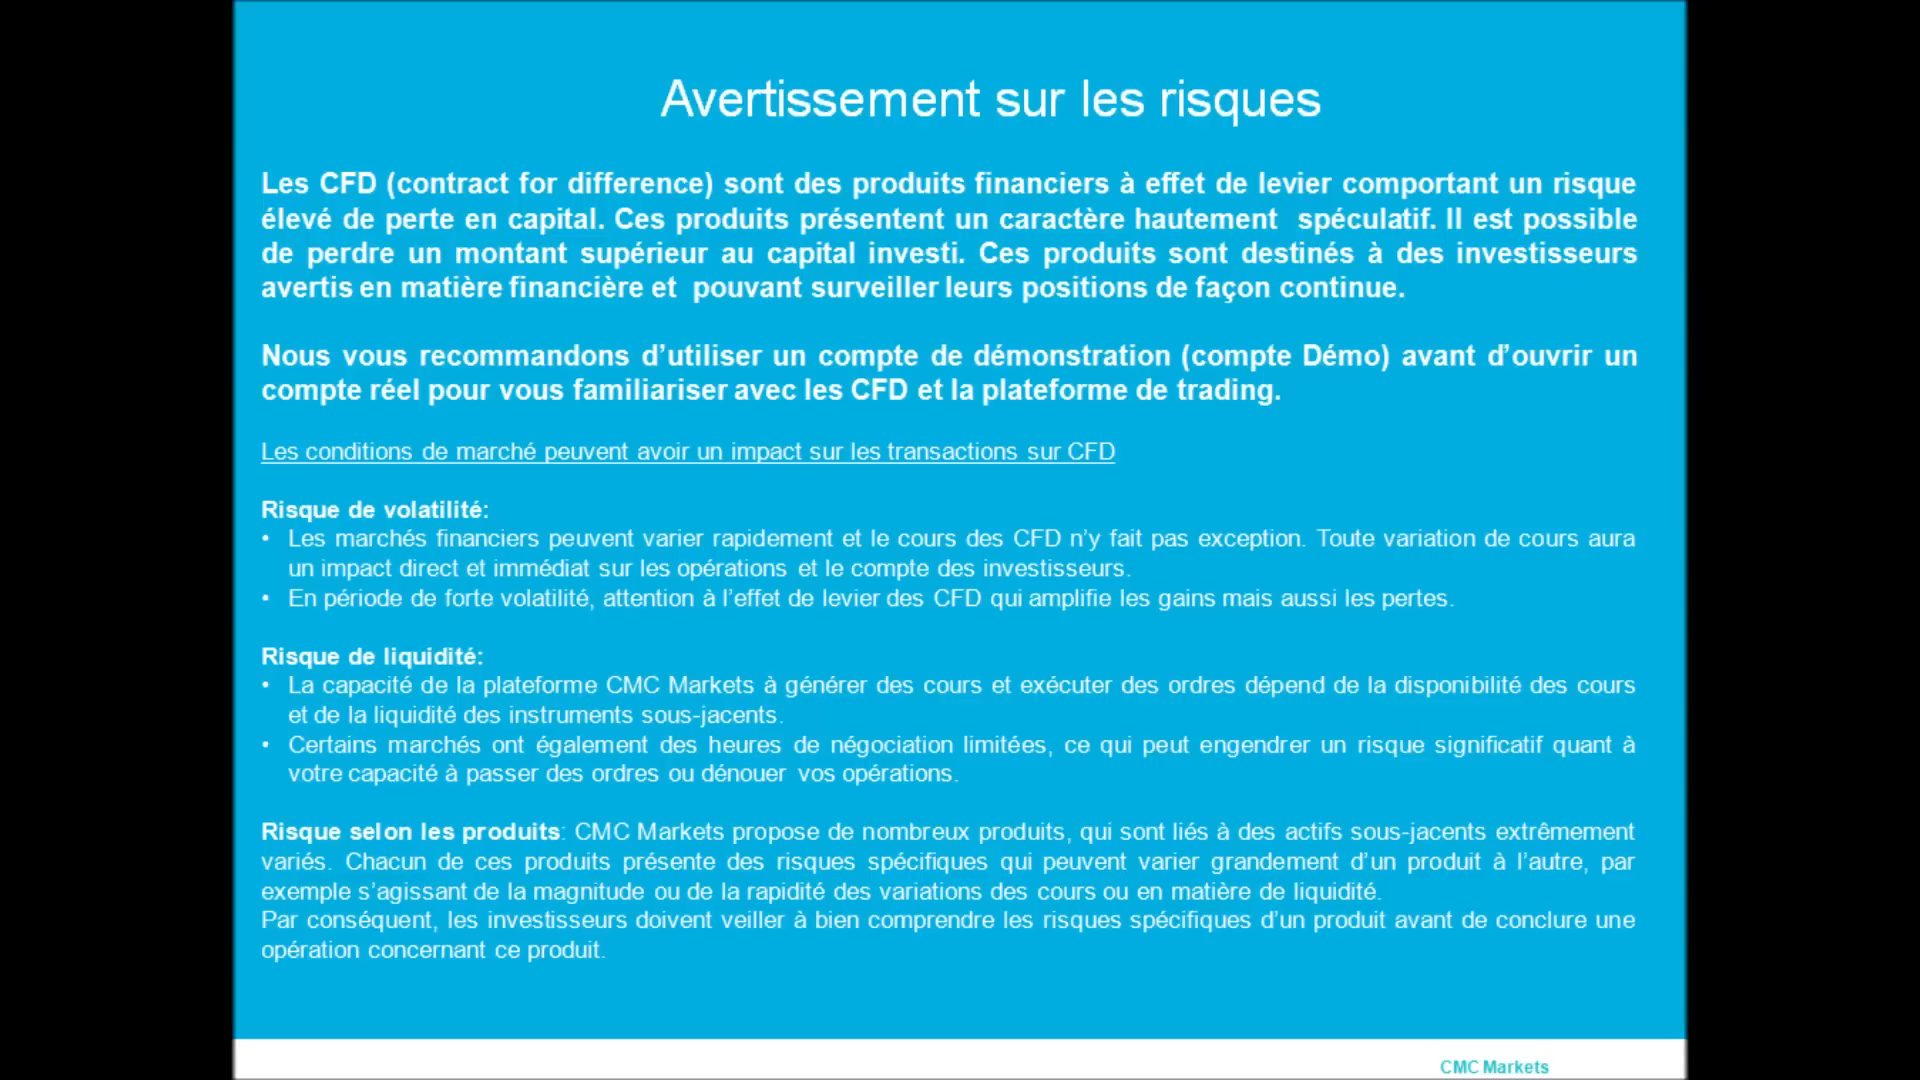 Avertissement sur les risques
Les CFD (contract for difference) sont des produits financiers à effet de levier comportant un risque
élevé de perte en capital. Ces produits présentent un caractère hautement spéculatif. Il est possible
de perdre un montant supérieur au capital investi. Ces produits sont destinés à des investisseurs
avertis en matière financière et pouvant surveiller leurs positions de façon continue.
Nous vous recommandons d’utiliser un compte de démonstration (compte Démo) avant d’ouvrir un
compte réel pour vous familiariser avec les CFD et la plateforme de trading.
Les conditions de marché peuvent avoir un impact sur les transactions sur CFD
Risque de volatilité:
• Les marchés financiers peuvent varier rapidement et le cours des CFD n’y fait pas exception. Toute variation de cours aura
un impact direct et immédiat sur les opérations et le compte des investisseurs.
• En période de forte volatilité, attention à l’effet de levier des CFD qui amplifie les gains mais aussi les pertes.
Risque de liquidité:
• La capacité de la plateforme CMC Markets à générer des cours et exécuter des ordres dépend de la disponibilité des cours
et de la liquidité des instruments sous-jacents.
• Certains marchés ont également des heures de négociation limitées, ce qui peut engendrer un risque significatif quant à
votre capacité à passer des ordres ou dénouer vos opérations.
Risque selon les produits: CMC Markets propose de nombreux produits, qui sont liés à des actifs sous-jacents extrêmement
variés. Chacun de ces produits présente des risques spécifiques qui peuvent varier grandement d’un produit à l’autre, par
exemple s’agissant de la magnitude ou de la rapidité des variations des cours ou en matière de liquidité.
Par conséquent, les investisseurs doivent veiller à bien comprendre les risques spécifiques d’un produit avant de conclure une
opération concernant ce produit.
CMC Markets